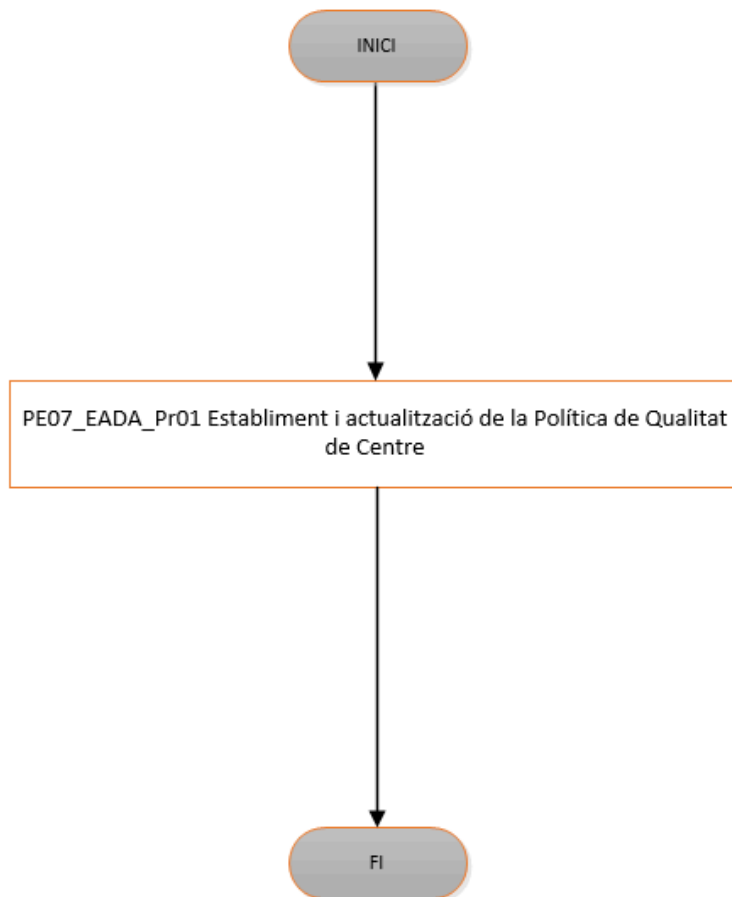 INICI
PE07_EADA_Pr01 Establiment i actualització de la Política de Qualitat
de Centre
FI